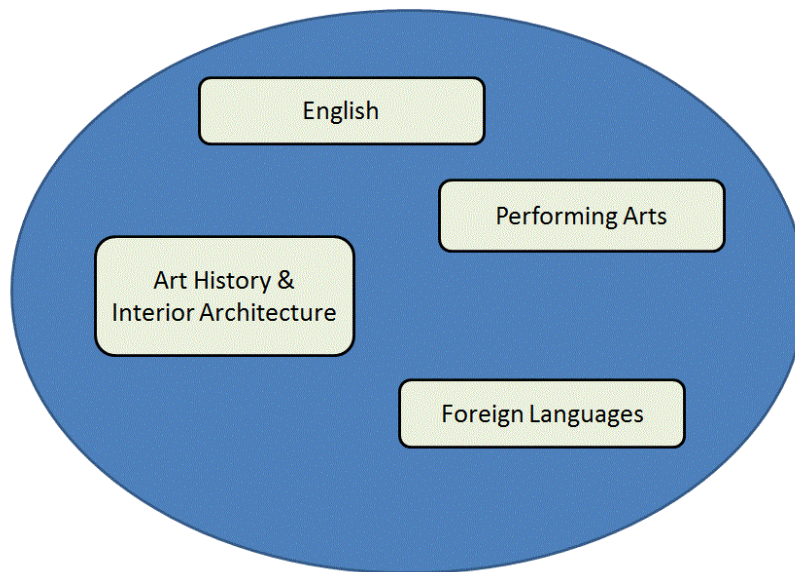 English
Performing Arts
Art History &
Interior Architecture
Foreign Languages